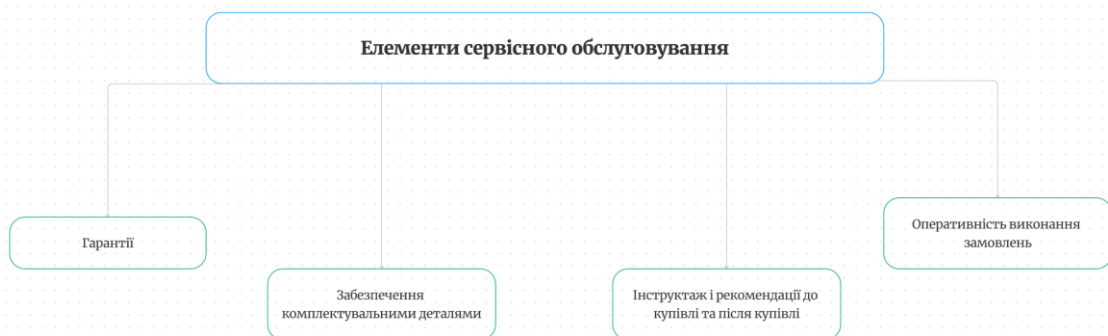 Елементи сервісного обслуговування
Гарантії
Забезпечення
комплектувальними деталями
Інструктаж і рекомендації до
купівлі та після купівлі
Оперативність виконання
замовлень